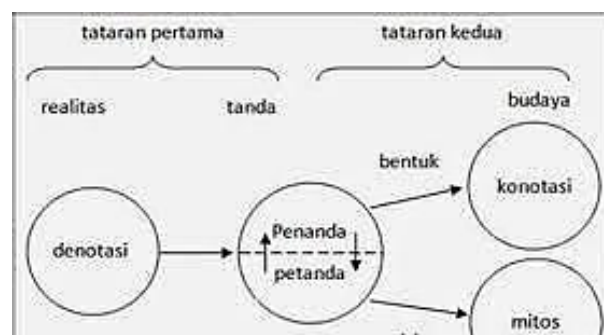 tataran pertama
tataran kedua
realitas
tanda
budaya
bentuk
konotasi
denotasi
Penanda
petanda
mitos